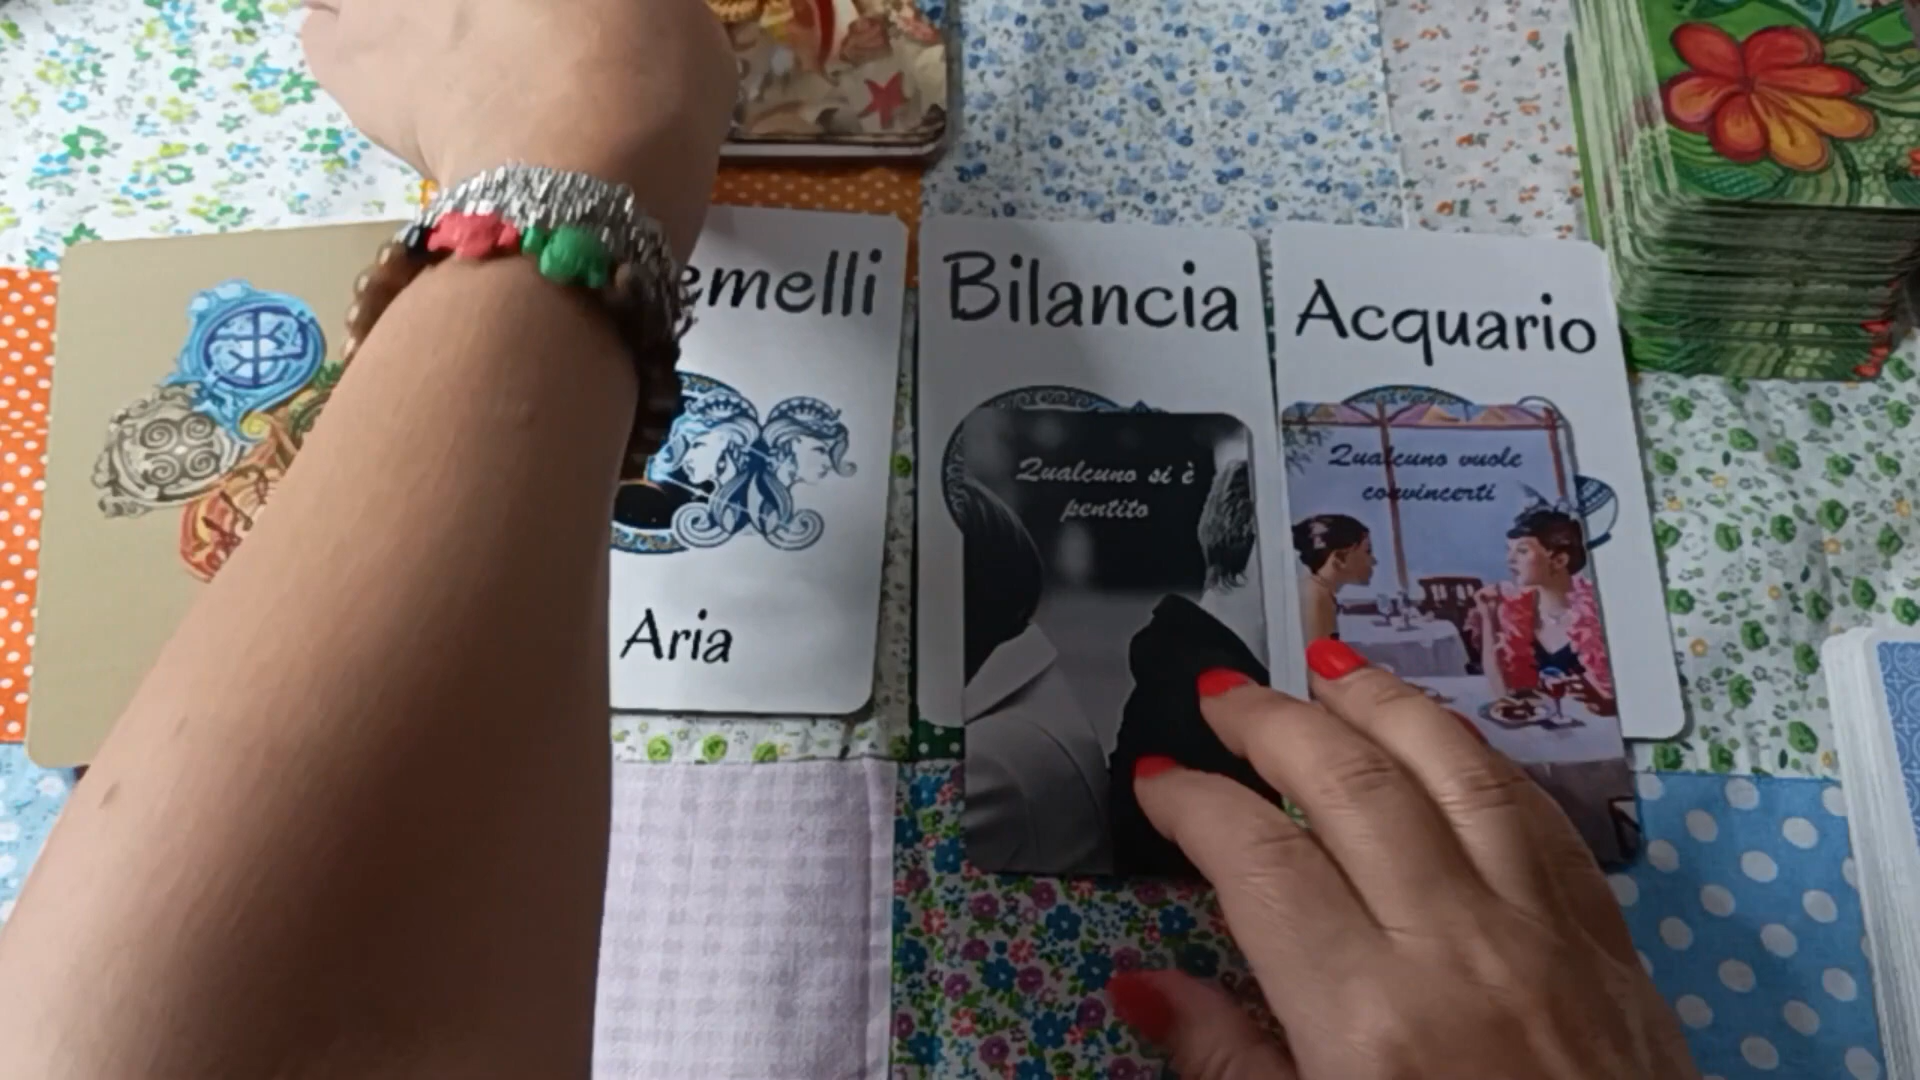 emelli
Bilancia
Acquario
Qualcuno si è
pentito
Qualcuno vuole
convincerti
Aria